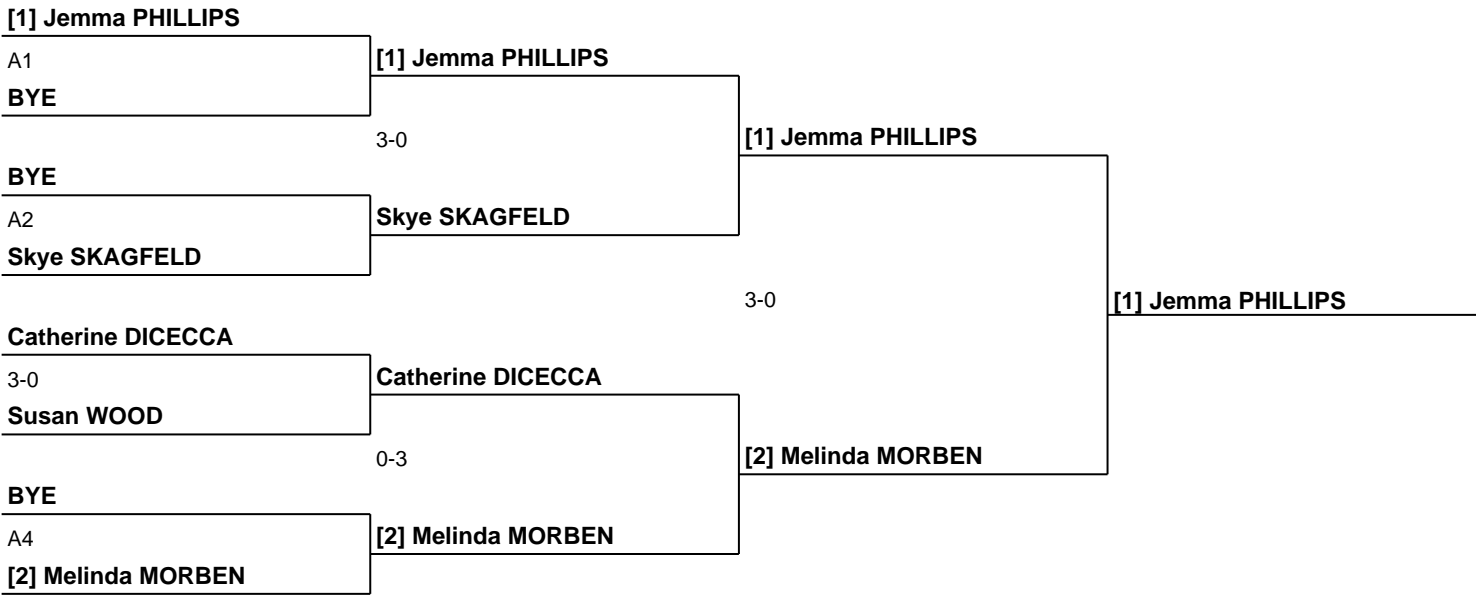 [1] Jemma PHILLIPS
A1
[1] Jemma PHILLIPS
BYE
3-0
[1] Jemma PHILLIPS
BYE
A2
Skye SKAGFELD
Skye SKAGFELD
3-0
[1] Jemma PHILLIPS
Catherine DICECCA
3-0
Catherine DICECCA
Susan WOOD
0-3
[2] Melinda MORBEN
BYE
A4
[2] Melinda MORBEN
[2] Melinda MORBEN